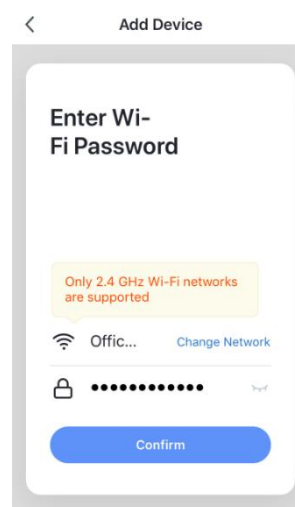 Add Device
Enter Wi-
Fi Password
Only 2.4 GHz Wi-Fi networks
are supported
Offic... Change Network
••••••••••••
Confirm